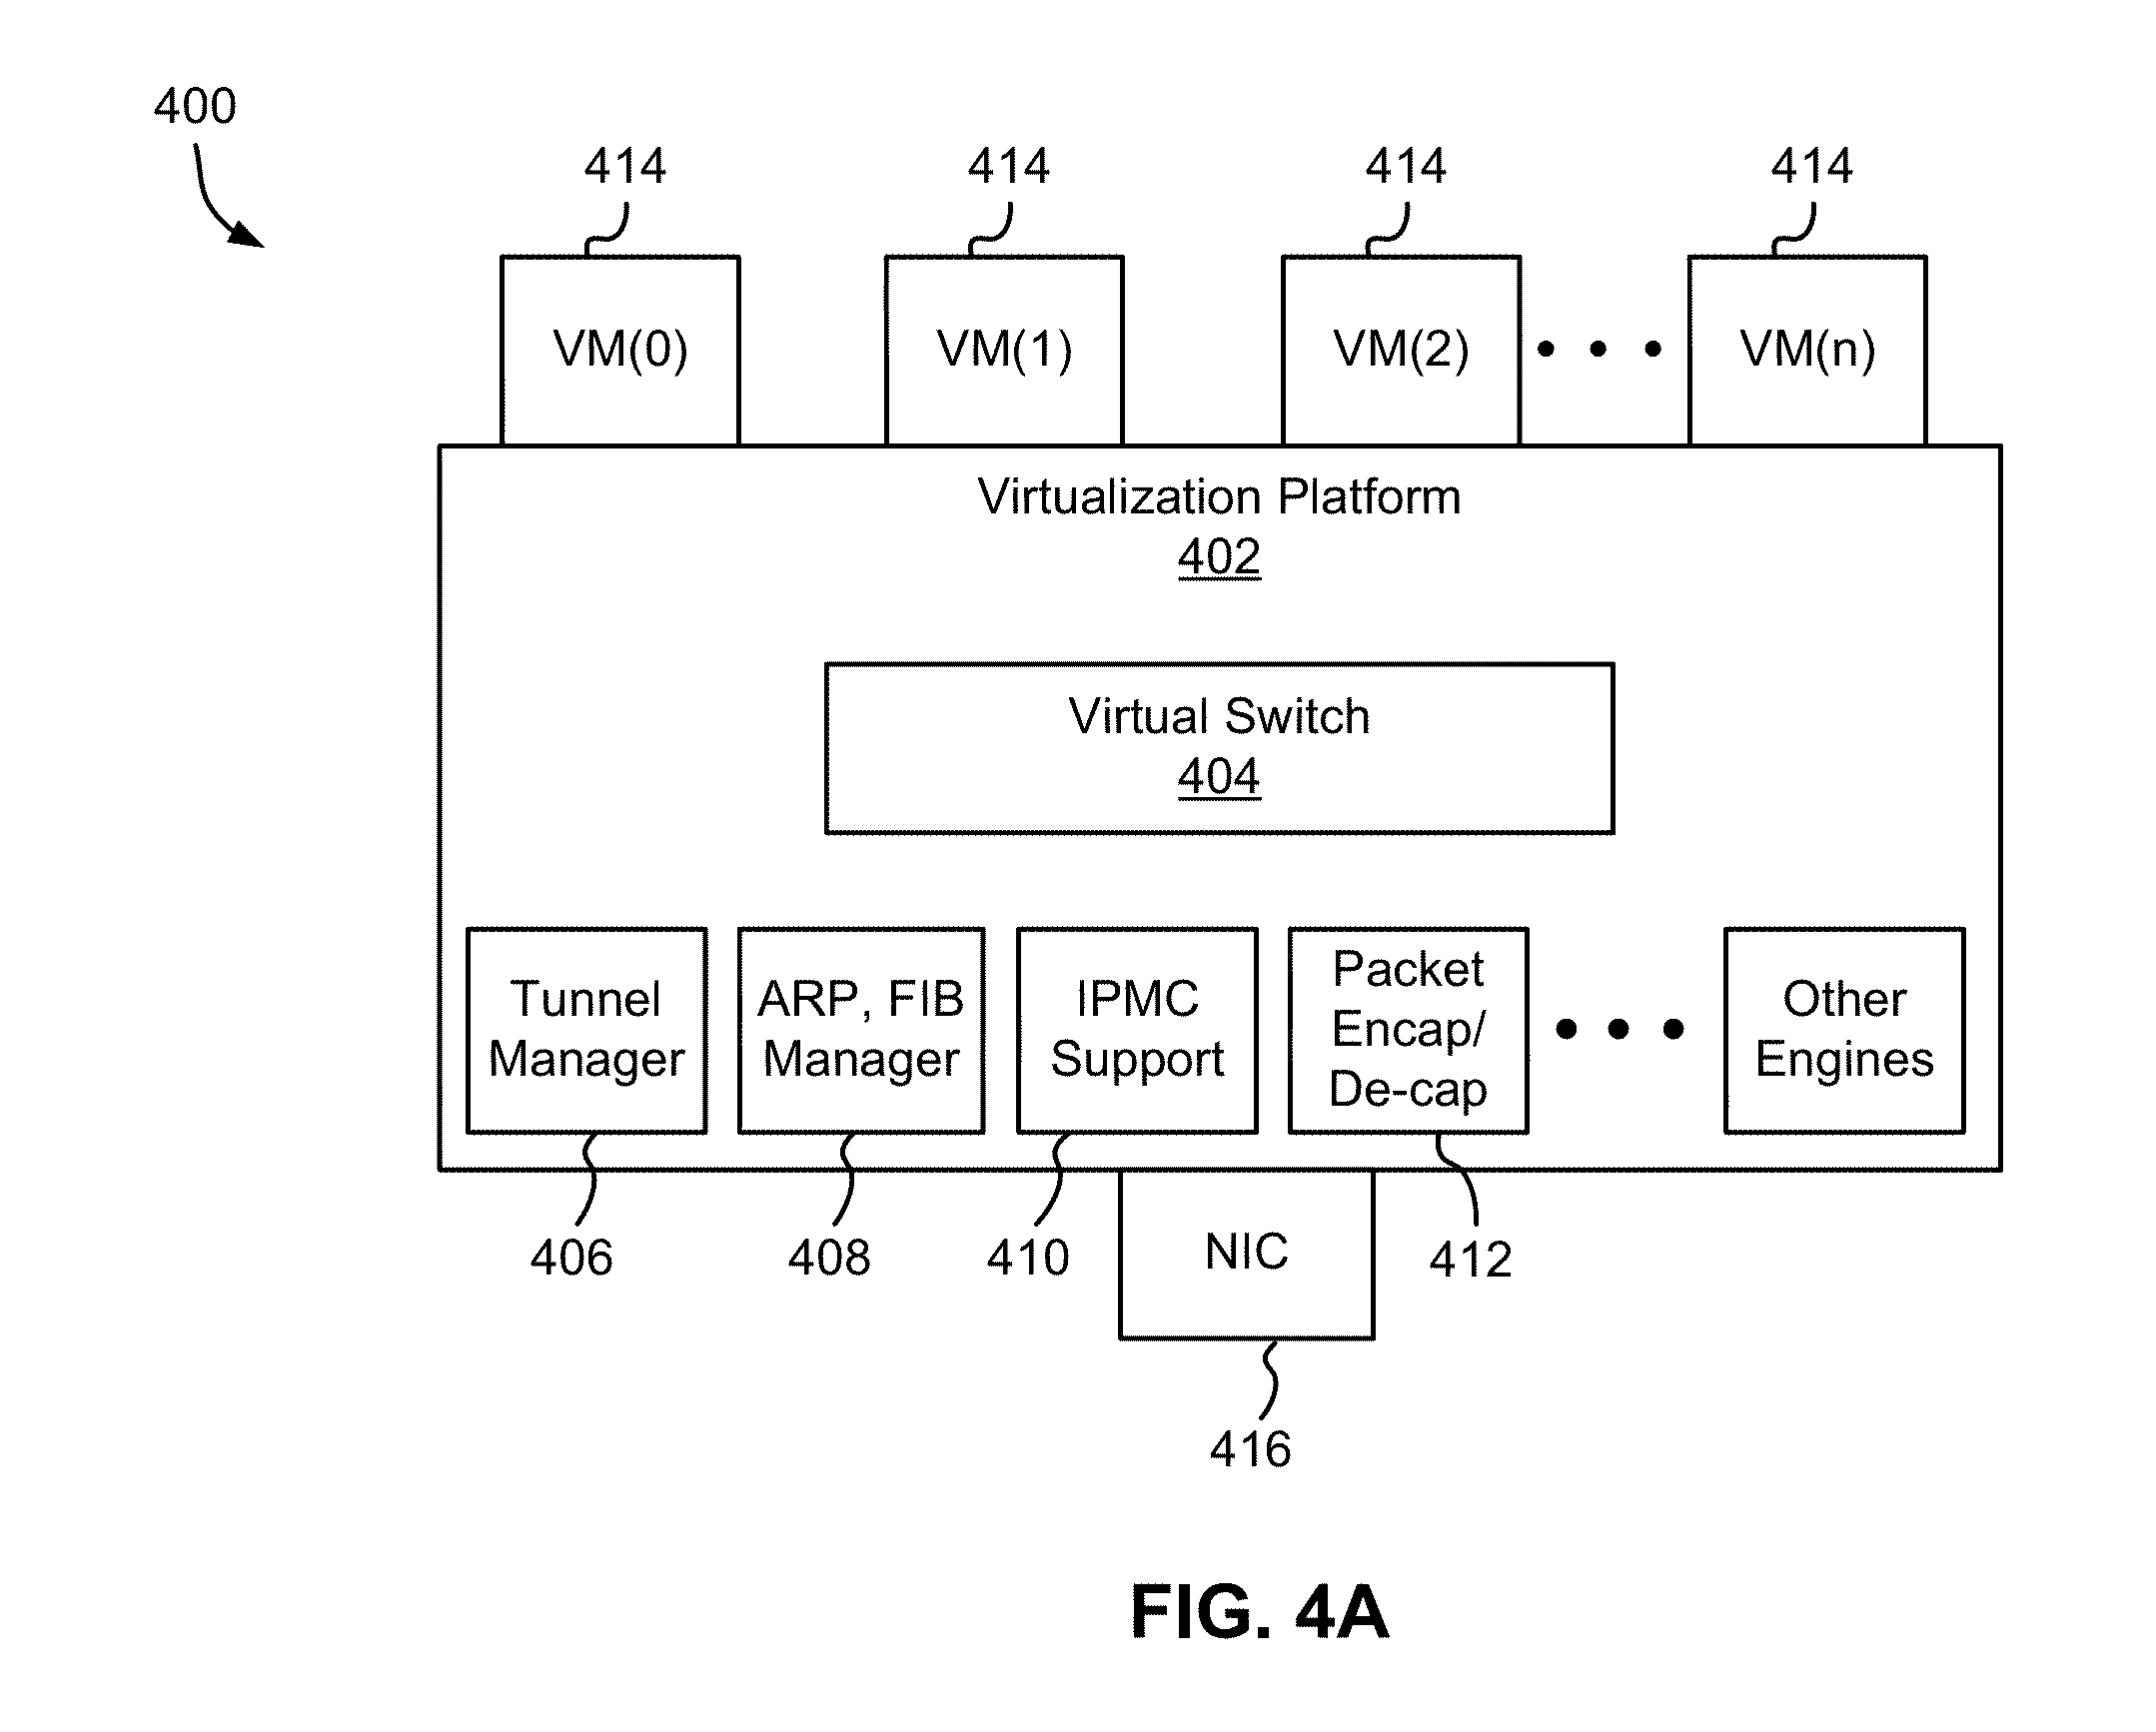 400
414 414 414 414
VM(0) VM(1) VM(2) • • • VM(n)
Virtualization Platform
402
Virtual Switch
404
Tunnel
Manager
ARP, FIB
Manager
IPMC
Support
Packet
Encap/
De-cap
• • •
Other
Engines
406 408 410 412
NIC
416
FIG. 4A